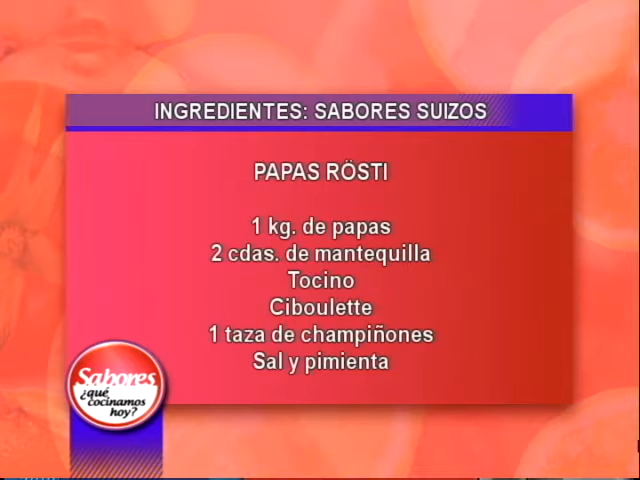 INGREDIENTES: SABORES SUIZOS
PAPAS RÖSTI
1 kg. de papas
2 cdas. de mantequilla
Tocino
Ciboulette
1 taza de champiñones
Sal y pimienta
Sabores
¿qué
cocinamos
hoy?